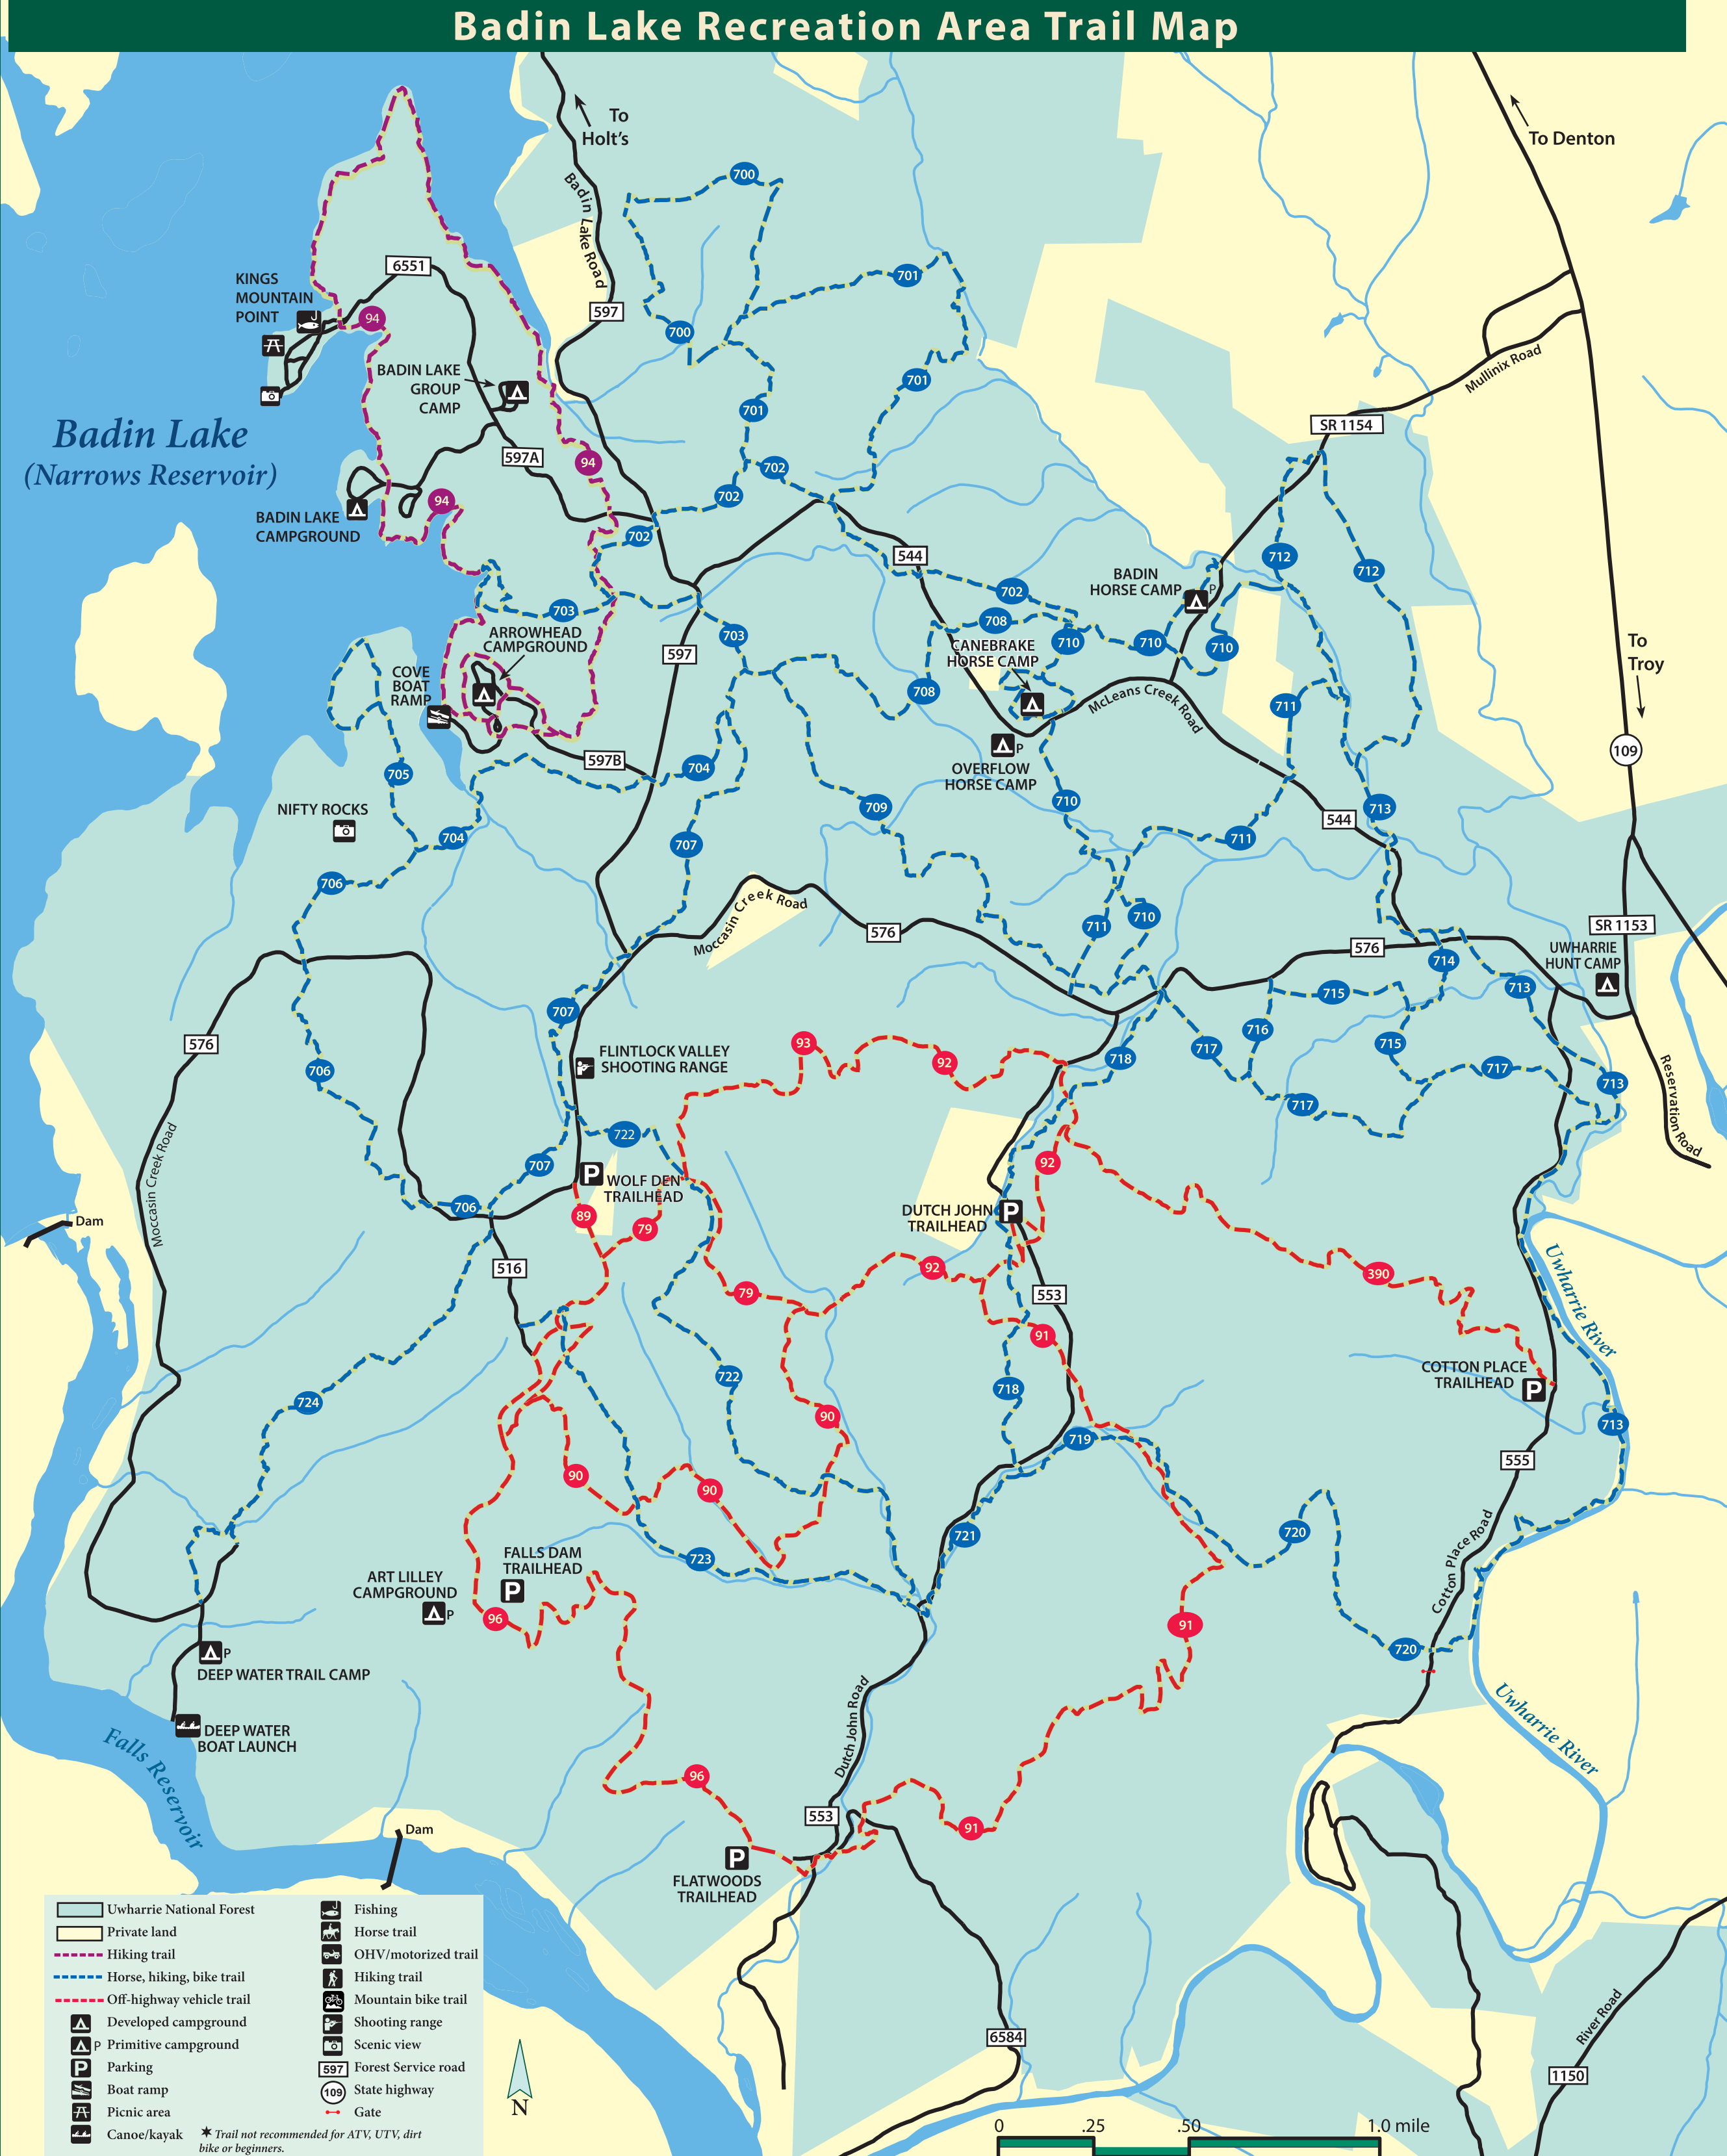 Badin Lake Recreation Area Trail Map
To
Holt's
To Denton
Badin Lake Road
700
701
6551
KINGS
MOUNTAIN
POINT
94
597
700
Mullinix Road
BADIN LAKE
GROUP
CAMP
701
701
SR 1154
Badin Lake
(Narrows Reservoir)
597A
94
702
702
94
BADIN LAKE
CAMPGROUND
702
544
712
712
BADIN
HORSE CAMP
P
702
703
708
703
710
710
710
ARROWHEAD
CAMPGROUND
CANEBRAKE
HORSE CAMP
To
Troy
597
COVE
BOAT
RAMP
708
McLeans Creek Road
711
P
OVERFLOW
HORSE CAMP
109
597B
704
705
NIFTY ROCKS
709
710
713
544
704
707
711
706
Moccasin Creek Road
576
711
710
SR 1153
576
UWHARRIE
HUNT CAMP
714
715
713
707
716
576
93
715
717
FLINTLOCK VALLEY
SHOOTING RANGE
718
92
706
717
713
717
Reservation Road
722
Moccasin Creek Road
707
92
P
WOLF DEN
TRAILHEAD
706
DUTCH JOHN
TRAILHEAD
P
89
79
Dam
516
92
390
Uwharrie River
79
553
91
COTTON PLACE
TRAILHEAD
P
722
718
724
90
713
719
555
90
90
720
721
Cotton Place Road
FALLS DAM
TRAILHEAD
P
723
ART LILLEY
CAMPGROUND
P
96
91
720
P
DEEP WATER TRAIL CAMP
Dutch John Road
Uwharrie River
DEEP WATER
BOAT LAUNCH
Falls Reservoir
96
553
91
Dam
P
FLATWOODS
TRAILHEAD
Uwharrie National Forest
Private land
Hiking trail
Horse, hiking, bike trail
Off-highway vehicle trail
Developed campground
P Primitive campground
P Parking
Boat ramp
Picnic area
Canoe/kayak
Fishing
Horse trail
OHV/motorized trail
Hiking trail
Mountain bike trail
Shooting range
Scenic view
597 Forest Service road
109 State highway
Gate
✶ Trail not recommended for ATV, UTV, dirt
bike or beginners.
N
6584
River Road
1150
0 .25 .50 1.0 mile